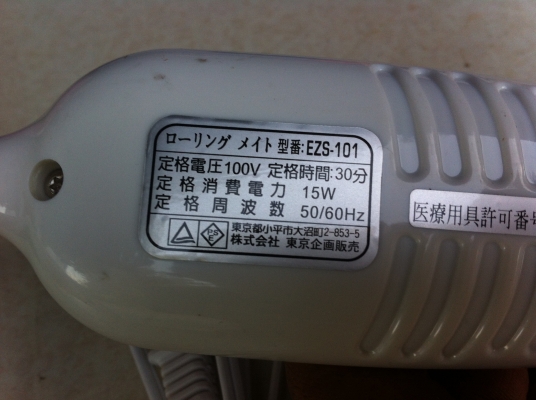 ローリング メイト 型番:EZS-101
定格電圧100V 定格時間:30分
定格消費電力 15W
定格周波数 50/60Hz
東京都小平市大沼町2-853-5
株式会社 東京企画販売
医療用具許可番号